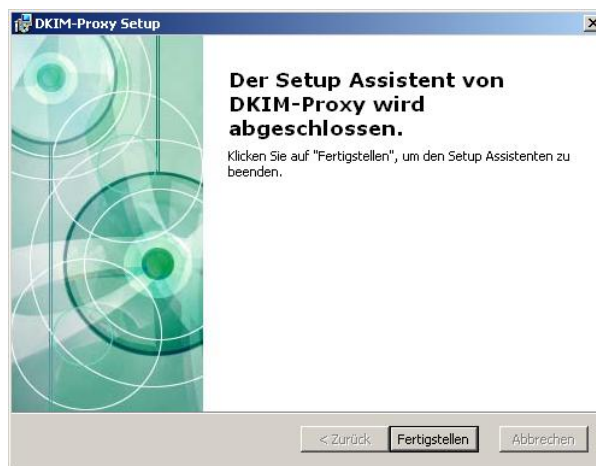 DKIM-Proxy Setup
Der Setup Assistent von
DKIM-Proxy wird
abgeschlossen.
Klicken Sie auf "Fertigstellen", um den Setup Assistenten zu
beenden.
< Zurück Fertigstellen Abbrechen